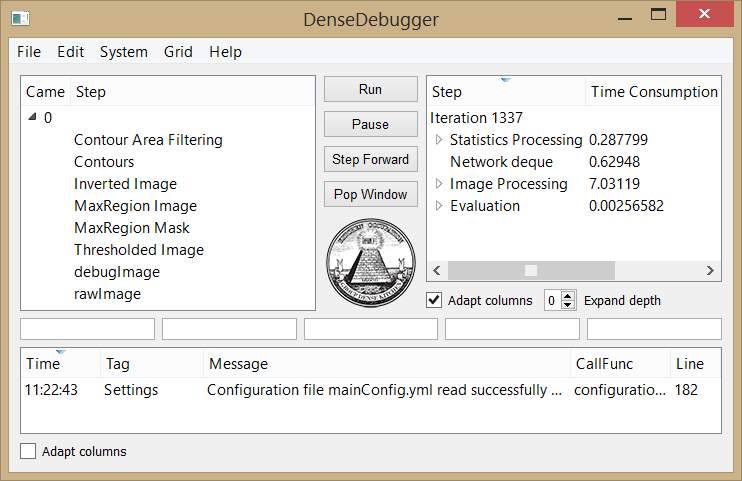 DenseDebugger
File Edit System Grid Help
Came Step
0
Contour Area Filtering
Contours
Inverted Image
MaxRegion Image
MaxRegion Mask
Thresholded Image
debugImage
rawImage
Run
Pause
Step Forward
Pop Window
Step Time Consumption
Iteration 1337
Statistics Processing 0.287799
Network deque 0.62948
Image Processing 7.03119
Evaluation 0.00256582
Adapt columns 0 Expand depth
Time Tag Message CallFunc Line
11:22:43 Settings Configuration file mainConfig.yml read successfully ... configuratio... 182
Adapt columns